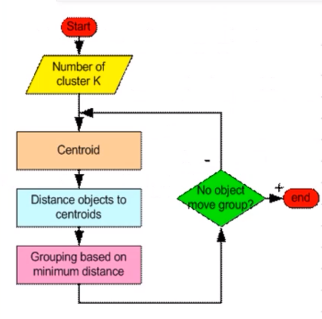 Start
Number of
cluster K
Centroid
-
No object
move group?
+
end
Distance objects to
centroids
Grouping based on
minimum distance